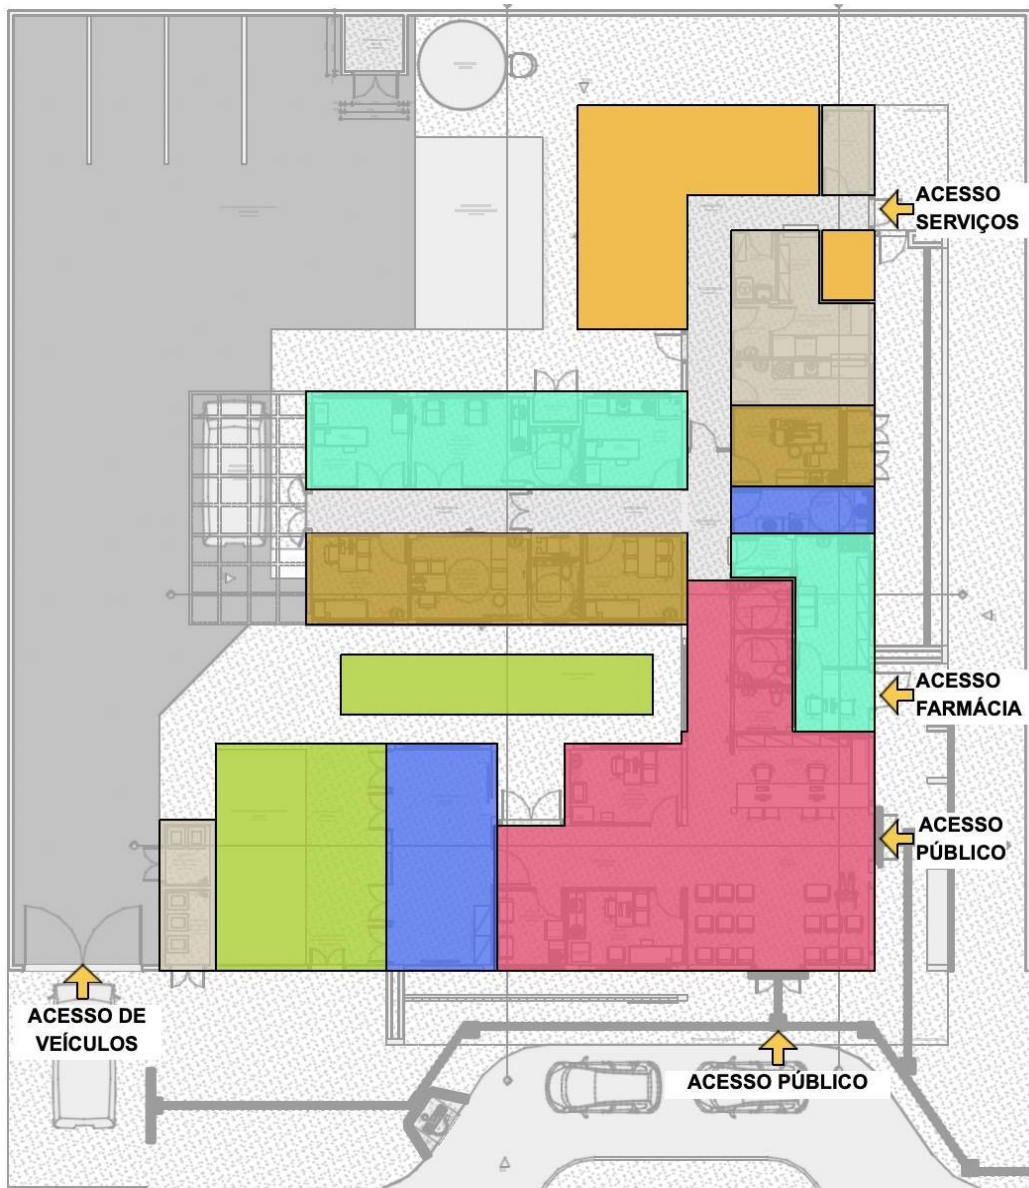 ACESSO
SERVIÇOS
ACESSO
FARMÁCIA
ACESSO
PÚBLICO
ACESSO DE
VEÍCULOS
ACESSO PÚBLICO